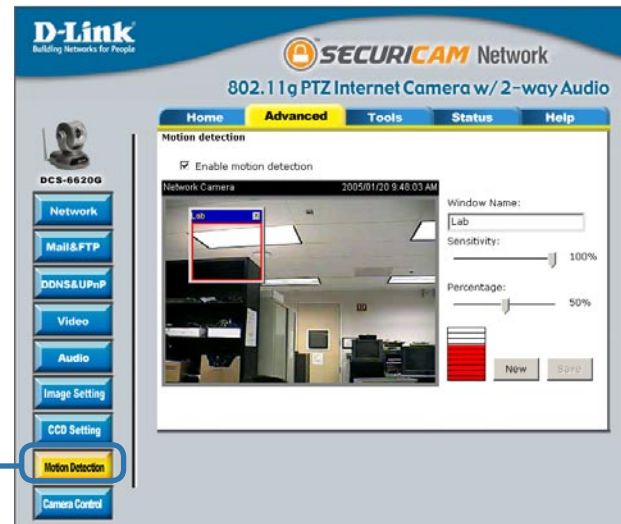 D-Link
Building Networks for People
SECURICAM Network
802.11g PTZ Internet Camera w/ 2-way Audio
Home Advanced Tools Status Help
DCS-6620G
Network
Mail&FTP
DDNS&UPnP
Video
Audio
Image Setting
CCD Setting
Motion Detection
Camera Control
Motion detection
Enable motion detection
Network Camera 2005/01/20 9:48:03 AM
Lab
Window Name:
Lab
Sensitivity:
100%
Percentage:
50%
New Save